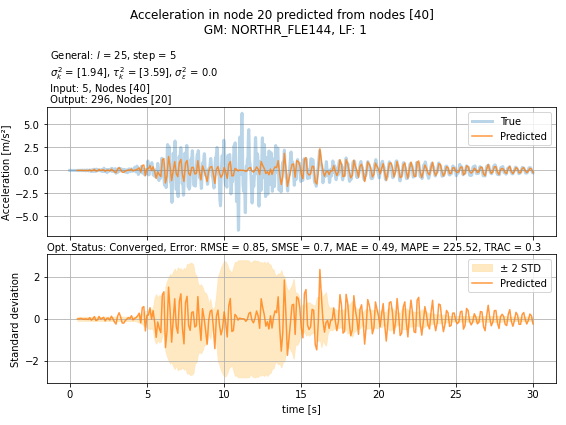 Acceleration in node 20 predicted from nodes [40]
GM: NORTHR_FLE144, LF: 1
General: l = 25, step = 5
σ²ₖ = [1.94], τ²ₖ = [3.59], σ²_ε = 0.0
Input: 5, Nodes [40]
Output: 296, Nodes [20]
Acceleration [m/s²]
5.0
2.5
0.0
−2.5
−5.0
True
Predicted
Opt. Status: Converged, Error: RMSE = 0.85, SMSE = 0.7, MAE = 0.49, MAPE = 225.52, TRAC = 0.3
Standard deviation
2
0
−2
± 2 STD
Predicted
0 5 10 15 20 25 30
time [s]